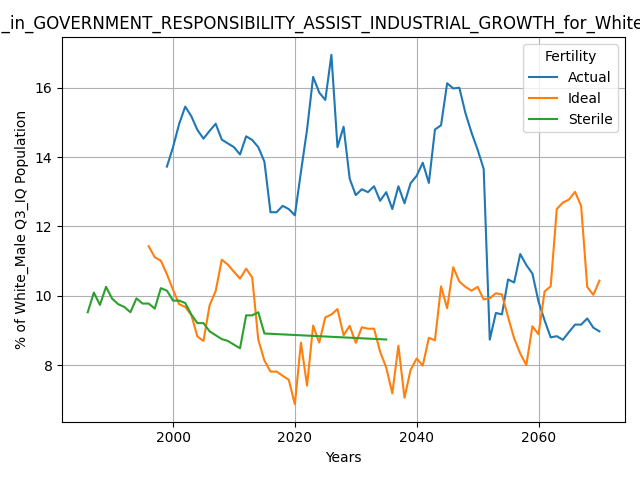 _in_GOVERNMENT_RESPONSIBILITY_ASSIST_INDUSTRIAL_GROWTH_for_White
Fertility
Actual
Ideal
Sterile
% of White_Male Q3_IQ Population
16
14
12
10
8
2000 2020 2040 2060
Years